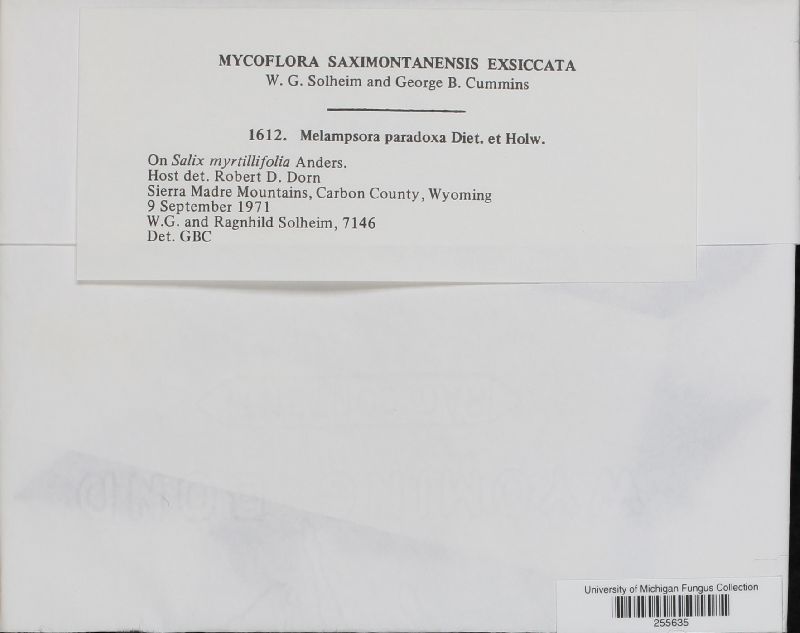 MYCOFLORA SAXIMONTANENSIS EXSICCATA
W. G. Solheim and George B. Cummins
1612. Melampsora paradoxa Diet. et Holw.
On Salix myrtillifolia Anders.
Host det. Robert D. Dorn
Sierra Madre Mountains, Carbon County, Wyoming
9 September 1971
W.G. and Ragnhild Solheim, 7146
Det. GBC
University of Michigan Fungus Collection
255635